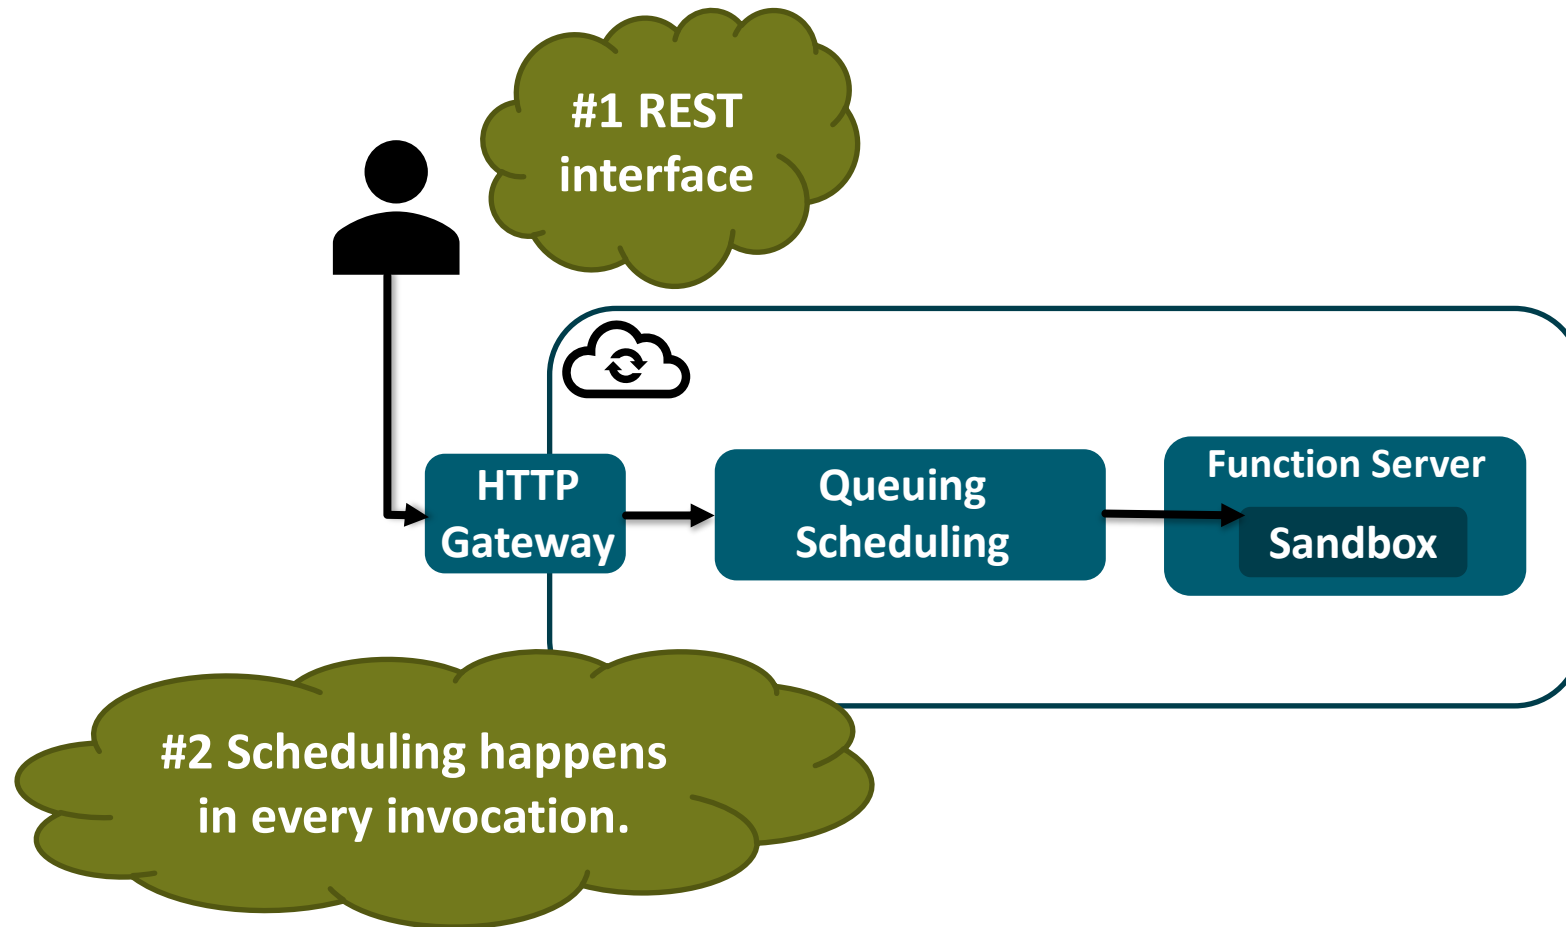 #1 REST
interface
HTTP
Gateway
Queuing
Scheduling
Function Server
Sandbox
#2 Scheduling happens
in every invocation.